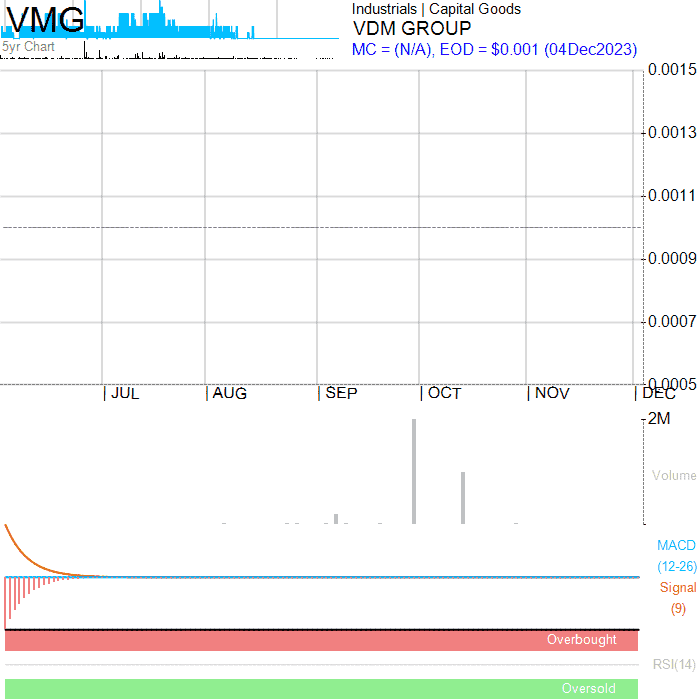 VMG
5yr Chart
Industrials | Capital Goods
VDM GROUP
MC = (N/A), EOD = $0.001 (04Dec2023)
0.0015
0.0013
0.0011
0.0009
0.0007
0.0005
JUL AUG SEP OCT NOV DEC
2M
Volume
MACD
(12-26)
Signal
(9)
Overbought
RSI(14)
Oversold